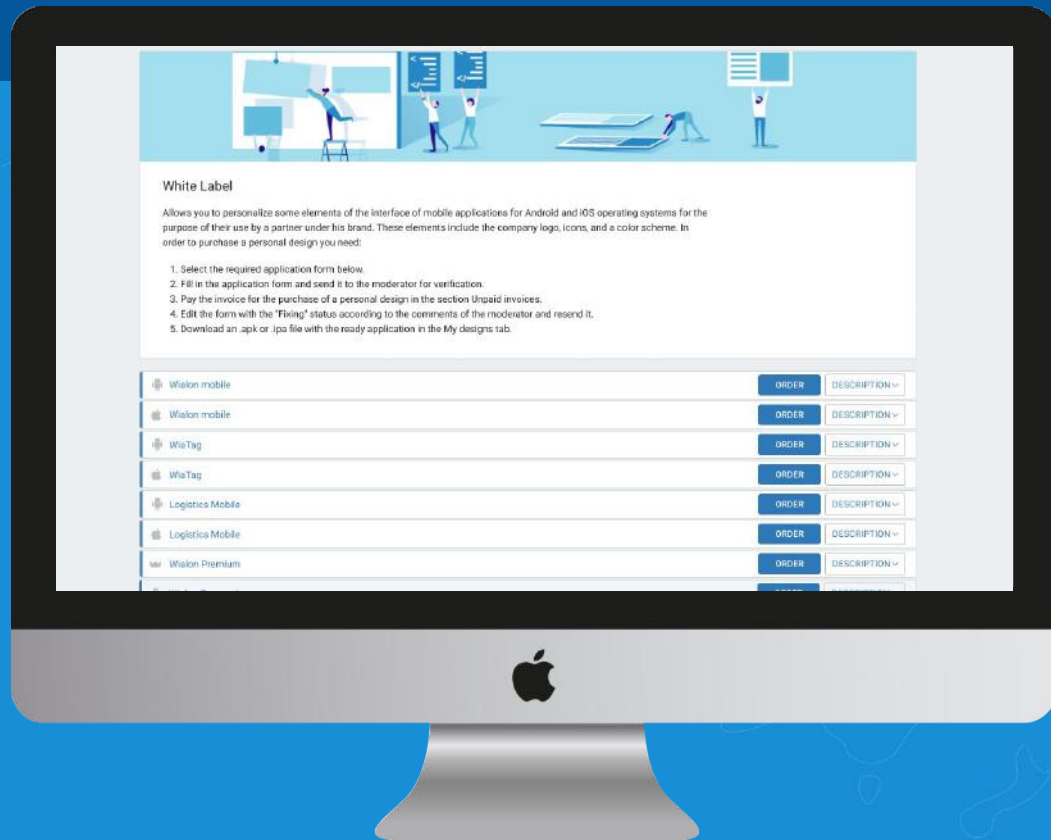 White Label
Allows you to personalize some elements of the interface of mobile applications for Android and iOS operating systems for the
purpose of their use by a partner under his brand. These elements include the company logo, icons, and a color scheme. In
order to purchase a personal design you need:
1. Select the required application form below.
2. Fill in the application form and send it to the moderator for verification.
3. Pay the invoice for the purchase of a personal design in the section Unpaid invoices.
4. Edit the form with the "Fixing" status according to the comments of the moderator and resend it.
5. Download an .apk or .ipa file with the ready application in the My designs tab.
Wialon mobile ORDER DESCRIPTION
Wialon mobile ORDER DESCRIPTION
WiaTag ORDER DESCRIPTION
WiaTag ORDER DESCRIPTION
Logistics Mobile ORDER DESCRIPTION
Logistics Mobile ORDER DESCRIPTION
Wialon Premium ORDER DESCRIPTION